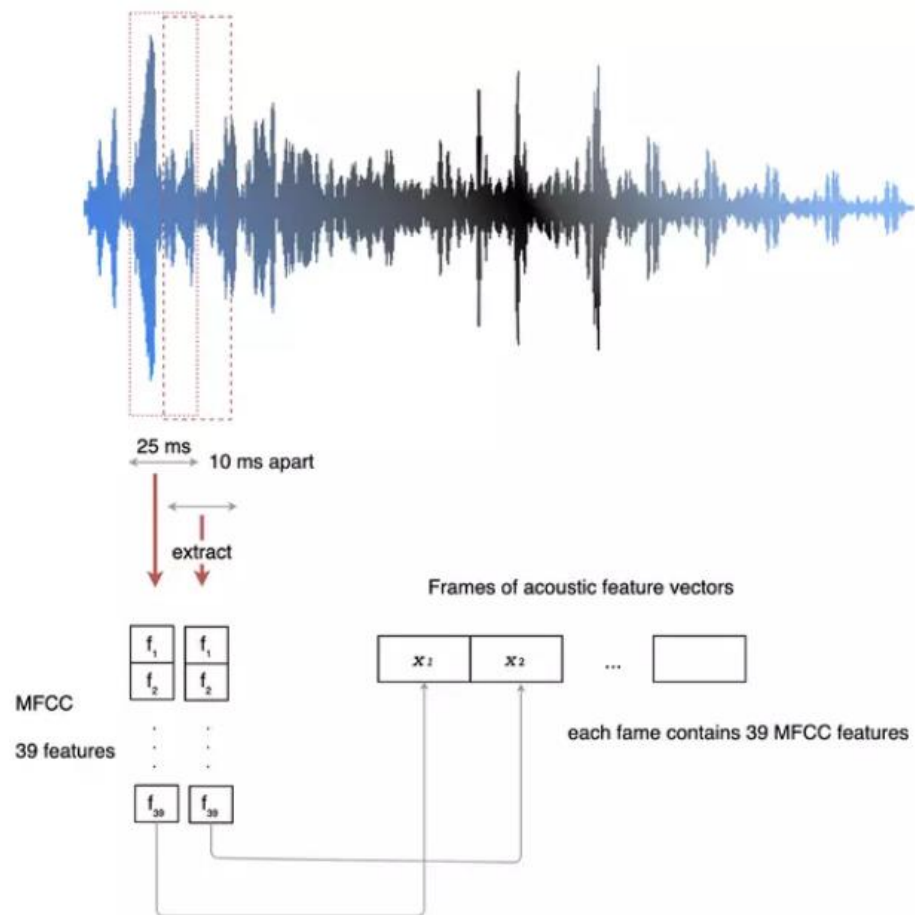 25 ms
10 ms apart
extract
Frames of acoustic feature vectors
f₁ f₁
f₂ f₂
x₁ x₂ ...
MFCC
39 features
each fame contains 39 MFCC features
f₃₉ f₃₉